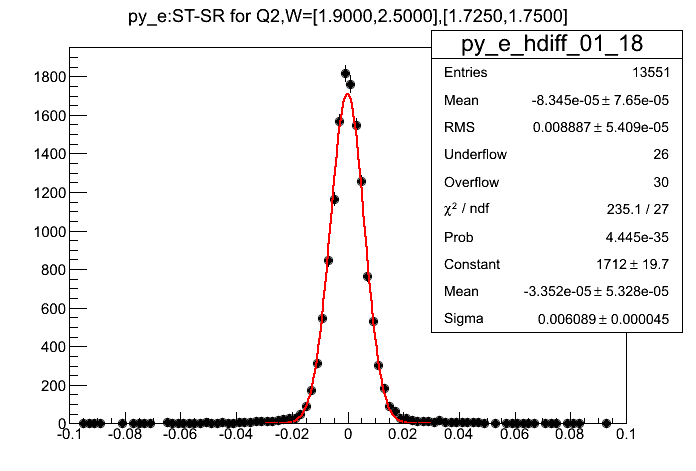 py_e:ST-SR for Q2,W=[1.9000,2.5000],[1.7250,1.7500]
py_e_hdiff_01_18
Entries 13551
Mean -8.345e-05 ± 7.65e-05
RMS 0.008887 ± 5.409e-05
Underflow 26
Overflow 30
χ² / ndf 235.1 / 27
Prob 4.445e-35
Constant 1712 ± 19.7
Mean -3.352e-05 ± 5.328e-05
Sigma 0.006089 ± 0.000045
1800
1600
1400
1200
1000
800
600
400
200
0
-0.1 -0.08 -0.06 -0.04 -0.02 0 0.02 0.04 0.06 0.08 0.1